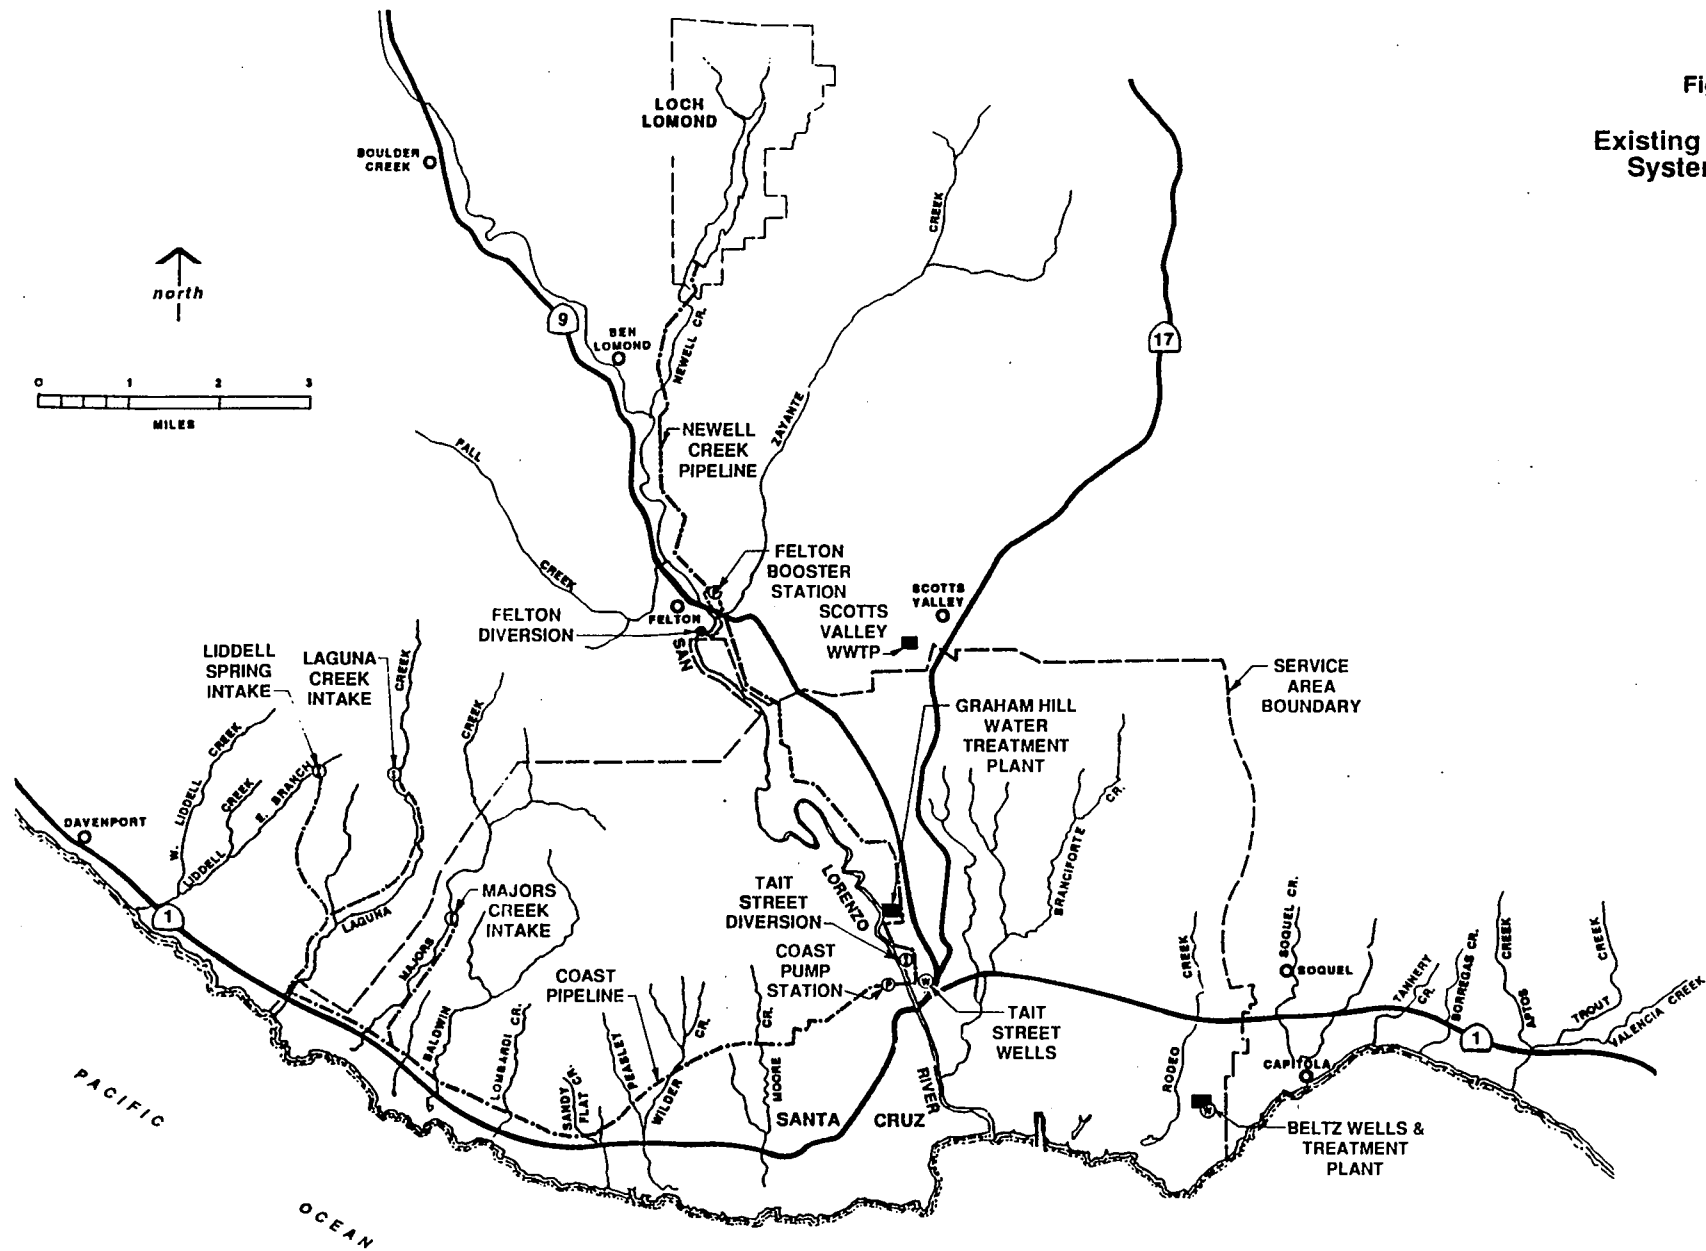 Fig
Existing
System
LOCH
LOMOND
BOULDER
CREEK
CREEK
north
9
BEN
LOMOND
NEWELL CR.
17
0 1 2 3
MILES
ZAYANTE
FALL
CREEK
NEWELL
CREEK
PIPELINE
FELTON
BOOSTER
STATION
FELTON
DIVERSION
FELTON
SAN
SCOTTS
VALLEY
SCOTTS
VALLEY
WWTP
SERVICE
AREA
BOUNDARY
LIDDELL
SPRING
INTAKE
LAGUNA
CREEK
INTAKE
CREEK
CREEK
GRAHAM HILL
WATER
TREATMENT
PLANT
W. LIDDELL CREEK
LIDDELL
CREEK
E. BRANCH
DAVENPORT
1
LAGUNA
MAJORS
MAJORS
CREEK
INTAKE
LORENZO
TAIT
STREET
DIVERSION
COAST
PUMP
STATION
P
W
TAIT
STREET
WELLS
BRANCIFORTE CR.
COAST
PIPELINE
BALDWIN
LOMBARDI CR.
SANDY
FLAT CR.
PEASLEY
WILDER
CR.
MOORE
CR.
SANTA CRUZ
RIVER
RODEO
CREEK
SOQUEL CR.
SOQUEL
CAPITOLA
TANNERY
CR.
BORREGAS CR.
APTOS
CREEK
TROUT
CREEK
VALENCIA CREEK
1
BELTZ WELLS &
TREATMENT
PLANT
PACIFIC
OCEAN